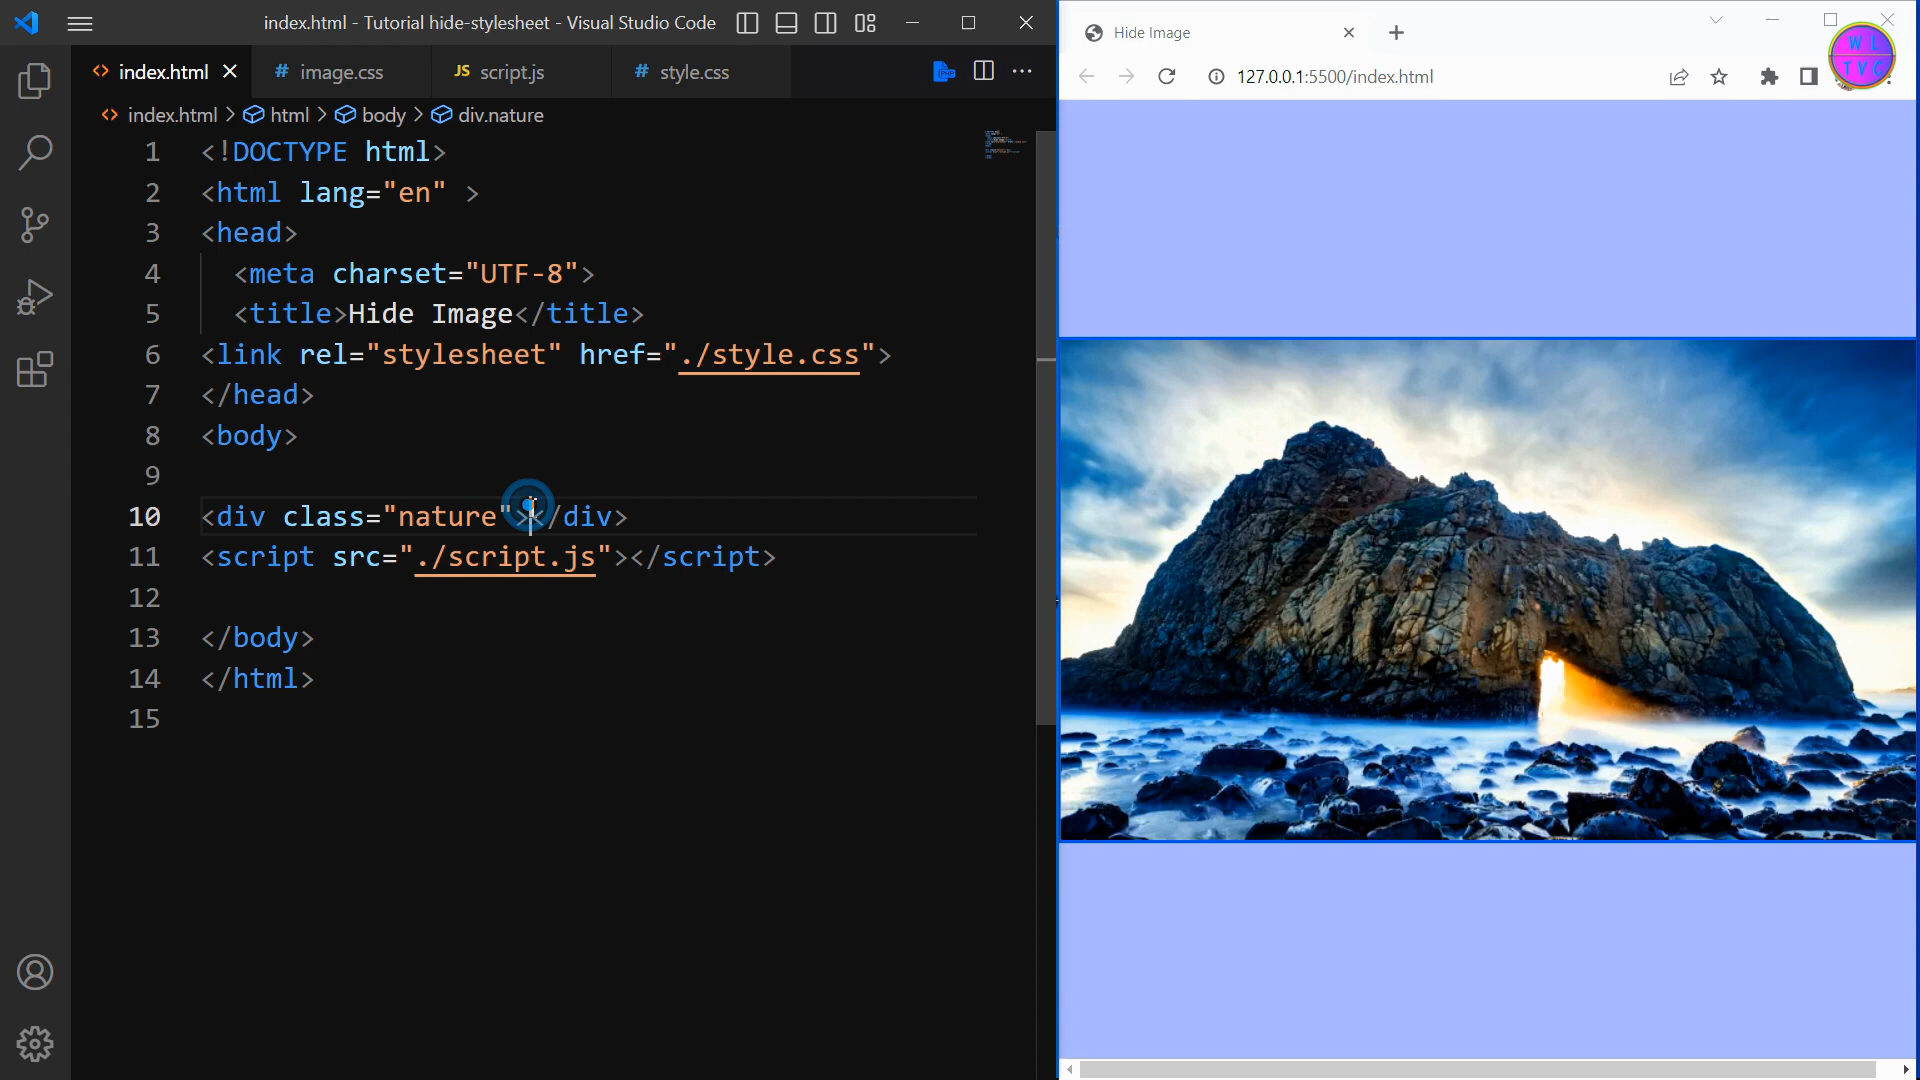 index.html - Tutorial hide-stylesheet - Visual Studio Code
index.html
image.css
JS script.js
style.css
PHP
index.html > html > body > div.nature
1 <!DOCTYPE html>
2 <html lang="en" >
3 <head>
4 <meta charset="UTF-8">
5 <title>Hide Image</title>
6 <link rel="stylesheet" href="./style.css">
7 </head>
8 <body>
9
10 <div class="nature"></div>
11 <script src="./script.js"></script>
12
13 </body>
14 </html>
15
Hide Image
127.0.0.1:5500/index.html
WL
TVC